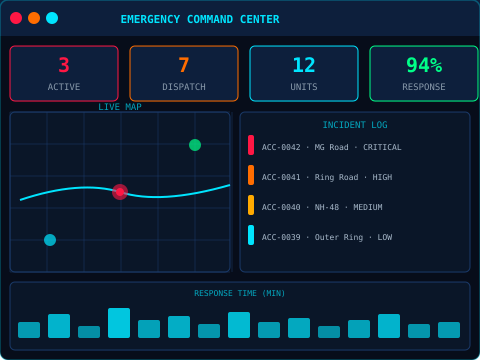 EMERGENCY COMMAND CENTER
3
ACTIVE
7
DISPATCH
12
UNITS
94%
RESPONSE
LIVE MAP
INCIDENT LOG
ACC-0042 · MG Road · CRITICAL
ACC-0041 · Ring Road · HIGH
ACC-0040 · NH-48 · MEDIUM
ACC-0039 · Outer Ring · LOW
RESPONSE TIME (MIN)